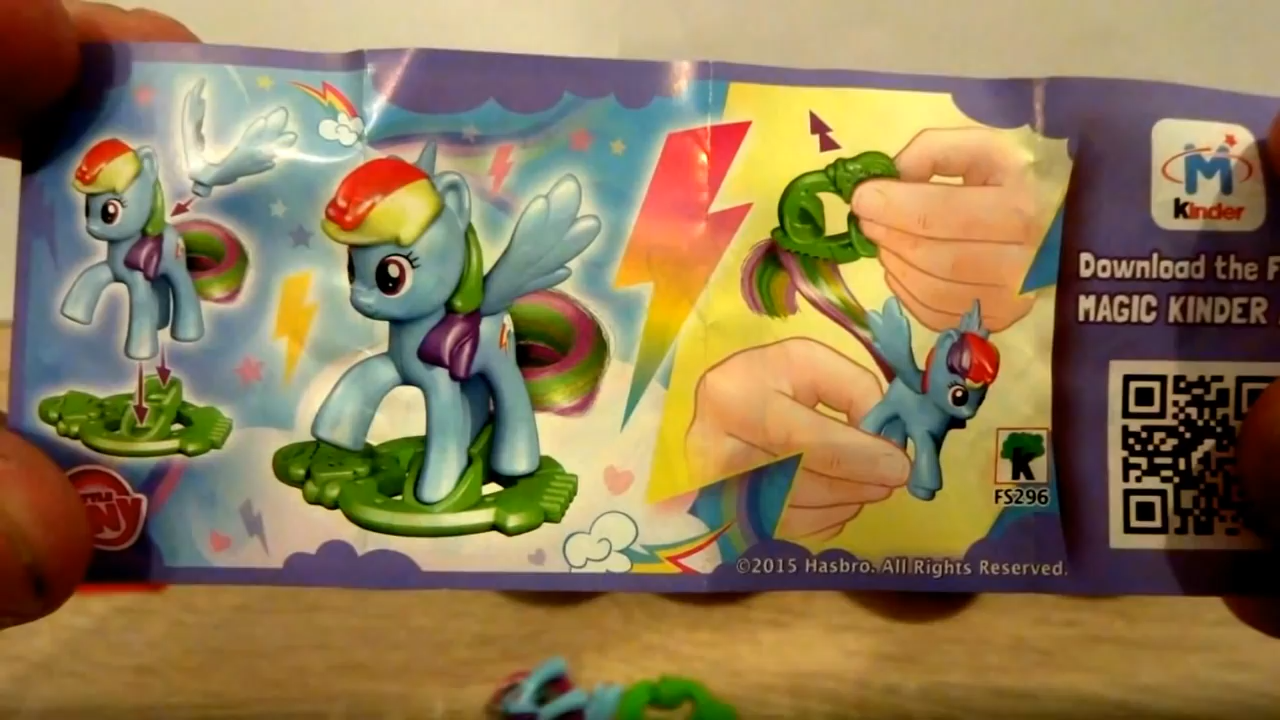 M
Kinder
Download the
MAGIC KINDER
K
FS296
©2015 Hasbro. All Rights Reserved.